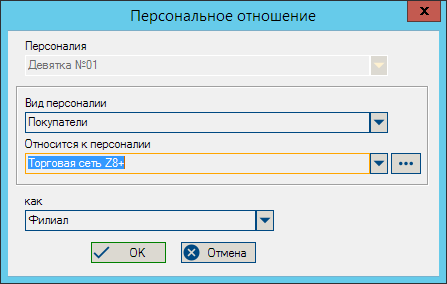 Персональное отношение
x
Персоналия
Девятка №01
Вид персоналии
Покупатели
Относится к персоналии
Торговая сеть Z8+
...
как
Филиал
OK
Отмена